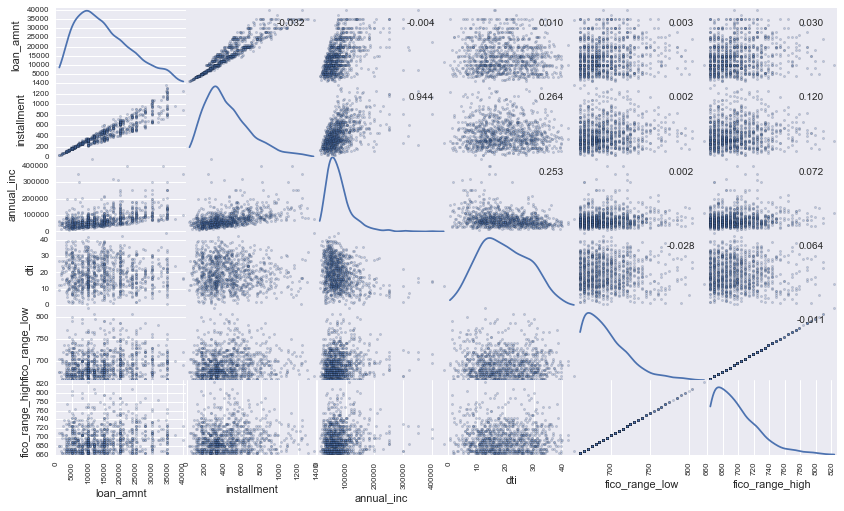 loan_amnt
40000
35000
30000
25000
20000
15000
10000
5000
-0.032
-0.004
0.010
0.003
0.030
installment
1400
1200
1000
800
600
400
200
0
0.944
0.264
0.002
0.120
annual_inc
400000
300000
200000
100000
0
0.253
0.002
0.072
dti
40
30
20
10
0
-0.028
0.064
fico_range_low
800
750
700
-0.011
fico_range_high
820
800
780
760
740
720
700
680
660
0 5000 10000 15000 20000 25000 30000 35000 40000
0 200 400 600 800 1000 1200 1400
100000 200000 300000 400000
0 10 20 30 40
700 750 800
660 680 700 720 740 760 780 800 820
loan_amnt
installment
annual_inc
dti
fico_range_low
fico_range_high